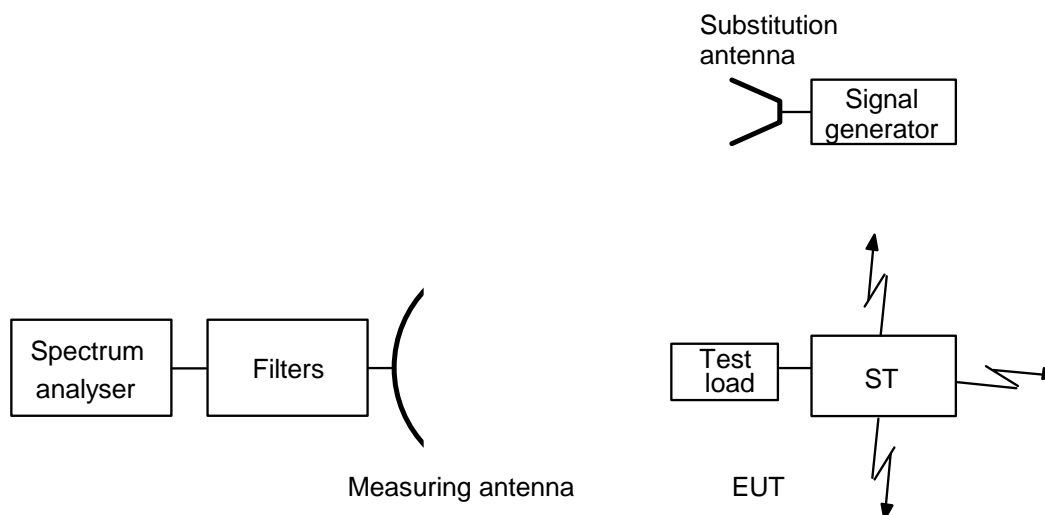 Substitution
antenna
Signal
generator
Spectrum
analyser
Filters
Test
load
ST
Measuring antenna
EUT